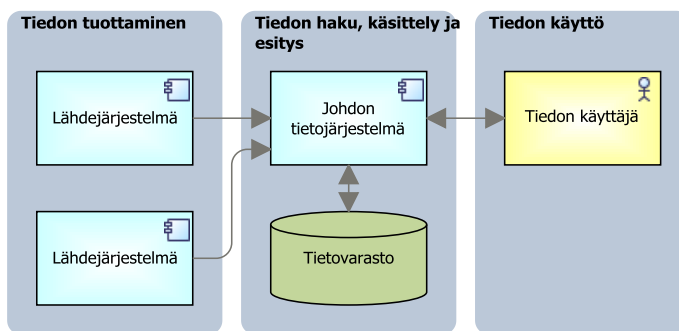 Tiedon tuottaminen
Tiedon haku, käsittely ja
esitys
Tiedon käyttö
Lähdejärjestelmä
Johdon
tietojärjestelmä
Tiedon käyttäjä
Lähdejärjestelmä
Tietovarasto